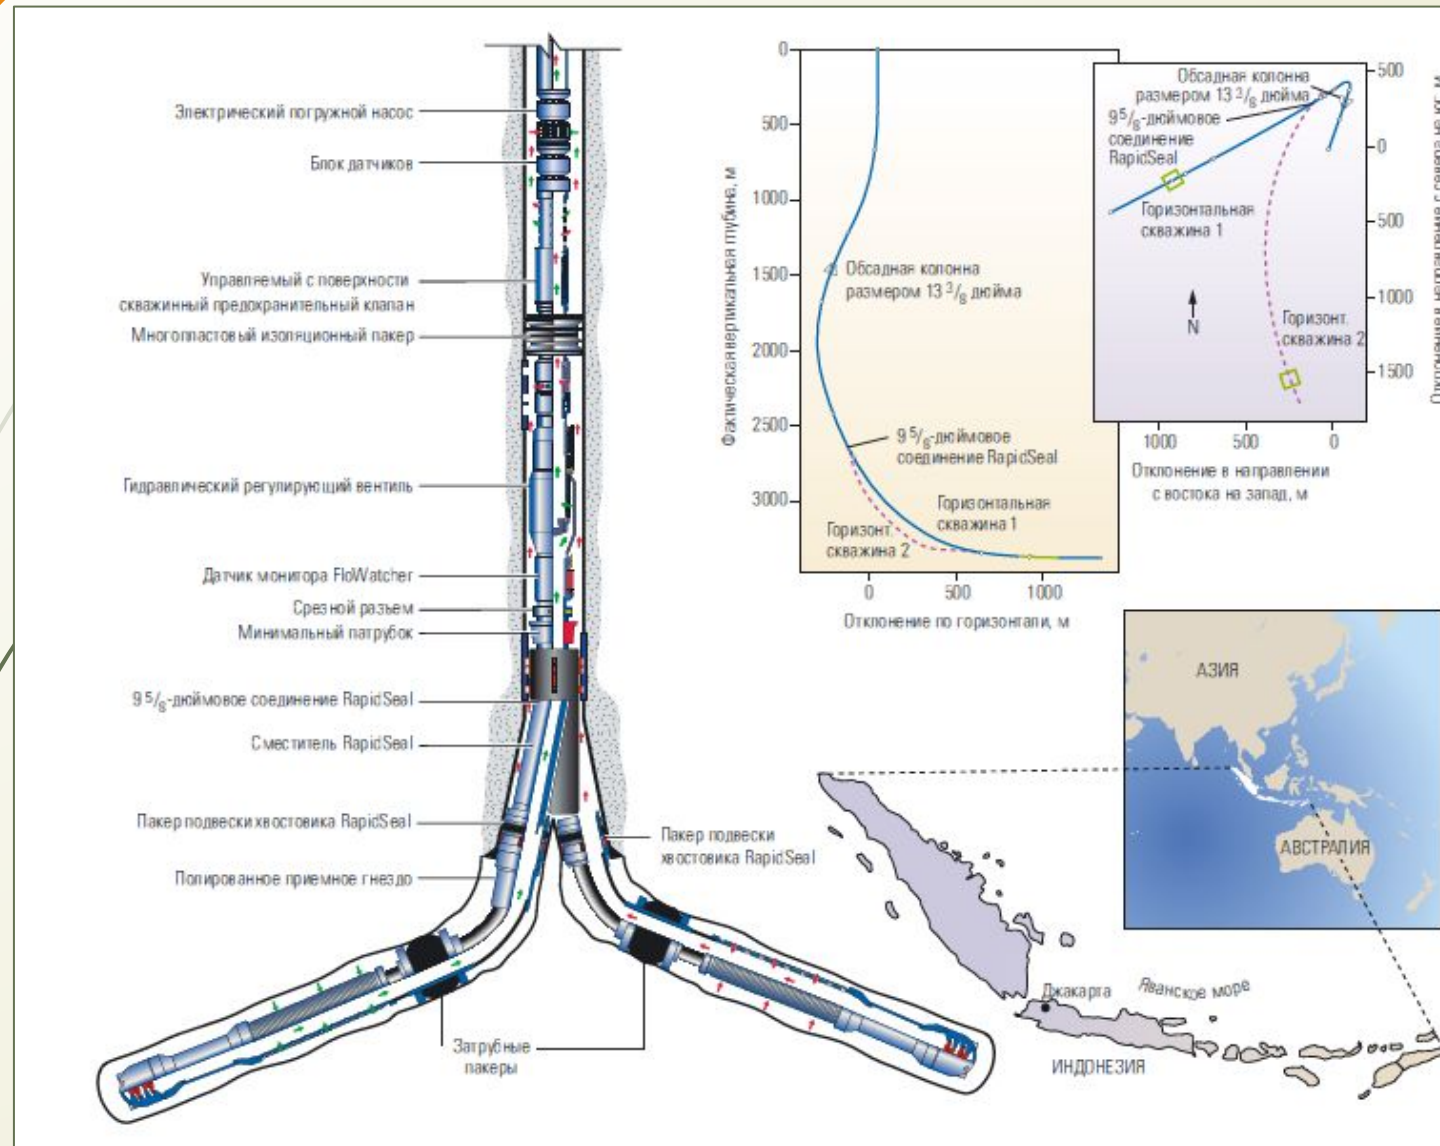 Электрический погружной насос
Блок датчиков
Управляемый с поверхности
скважинный предохранительный клапан
Многопластовый изоляционный пакер
Гидравлический регулирующий вентиль
Датчик монитора FloWatcher
Срезной разъем
Минимальный патрубок
9 5/8-дюймовое соединение RapidSeal
Сместитель RapidSeal
Пакер подвески хвостовика RapidSeal
Полированное приемное гнездо
Затрубные
пакеры
Пакер подвески
хвостовика RapidSeal
Фактическая вертикальная глубина, м
0
500
1000
1500
2000
2500
3000
Обсадная колонна
размером 13 3/8 дюйма
9 5/8-дюймовое
соединение RapidSeal
Горизонтальная
скважина 1
Горизонт.
скважина 2
0
500
1000
Отклонение по горизонтали, м
Обсадная колонна
размером 13 3/8 дюйма
9 5/8-дюймовое
соединение
RapidSeal
Горизонтальная
скважина 1
N
Горизонт.
скважина 2
500
0
500
1000
1500
Отклонение в направлении с севера на юг, м
1000
500
0
Отклонение в направлении
с востока на запад, м
АЗИЯ
АВСТРАЛИЯ
Джакарта
Яванское море
ИНДОНЕЗИЯ